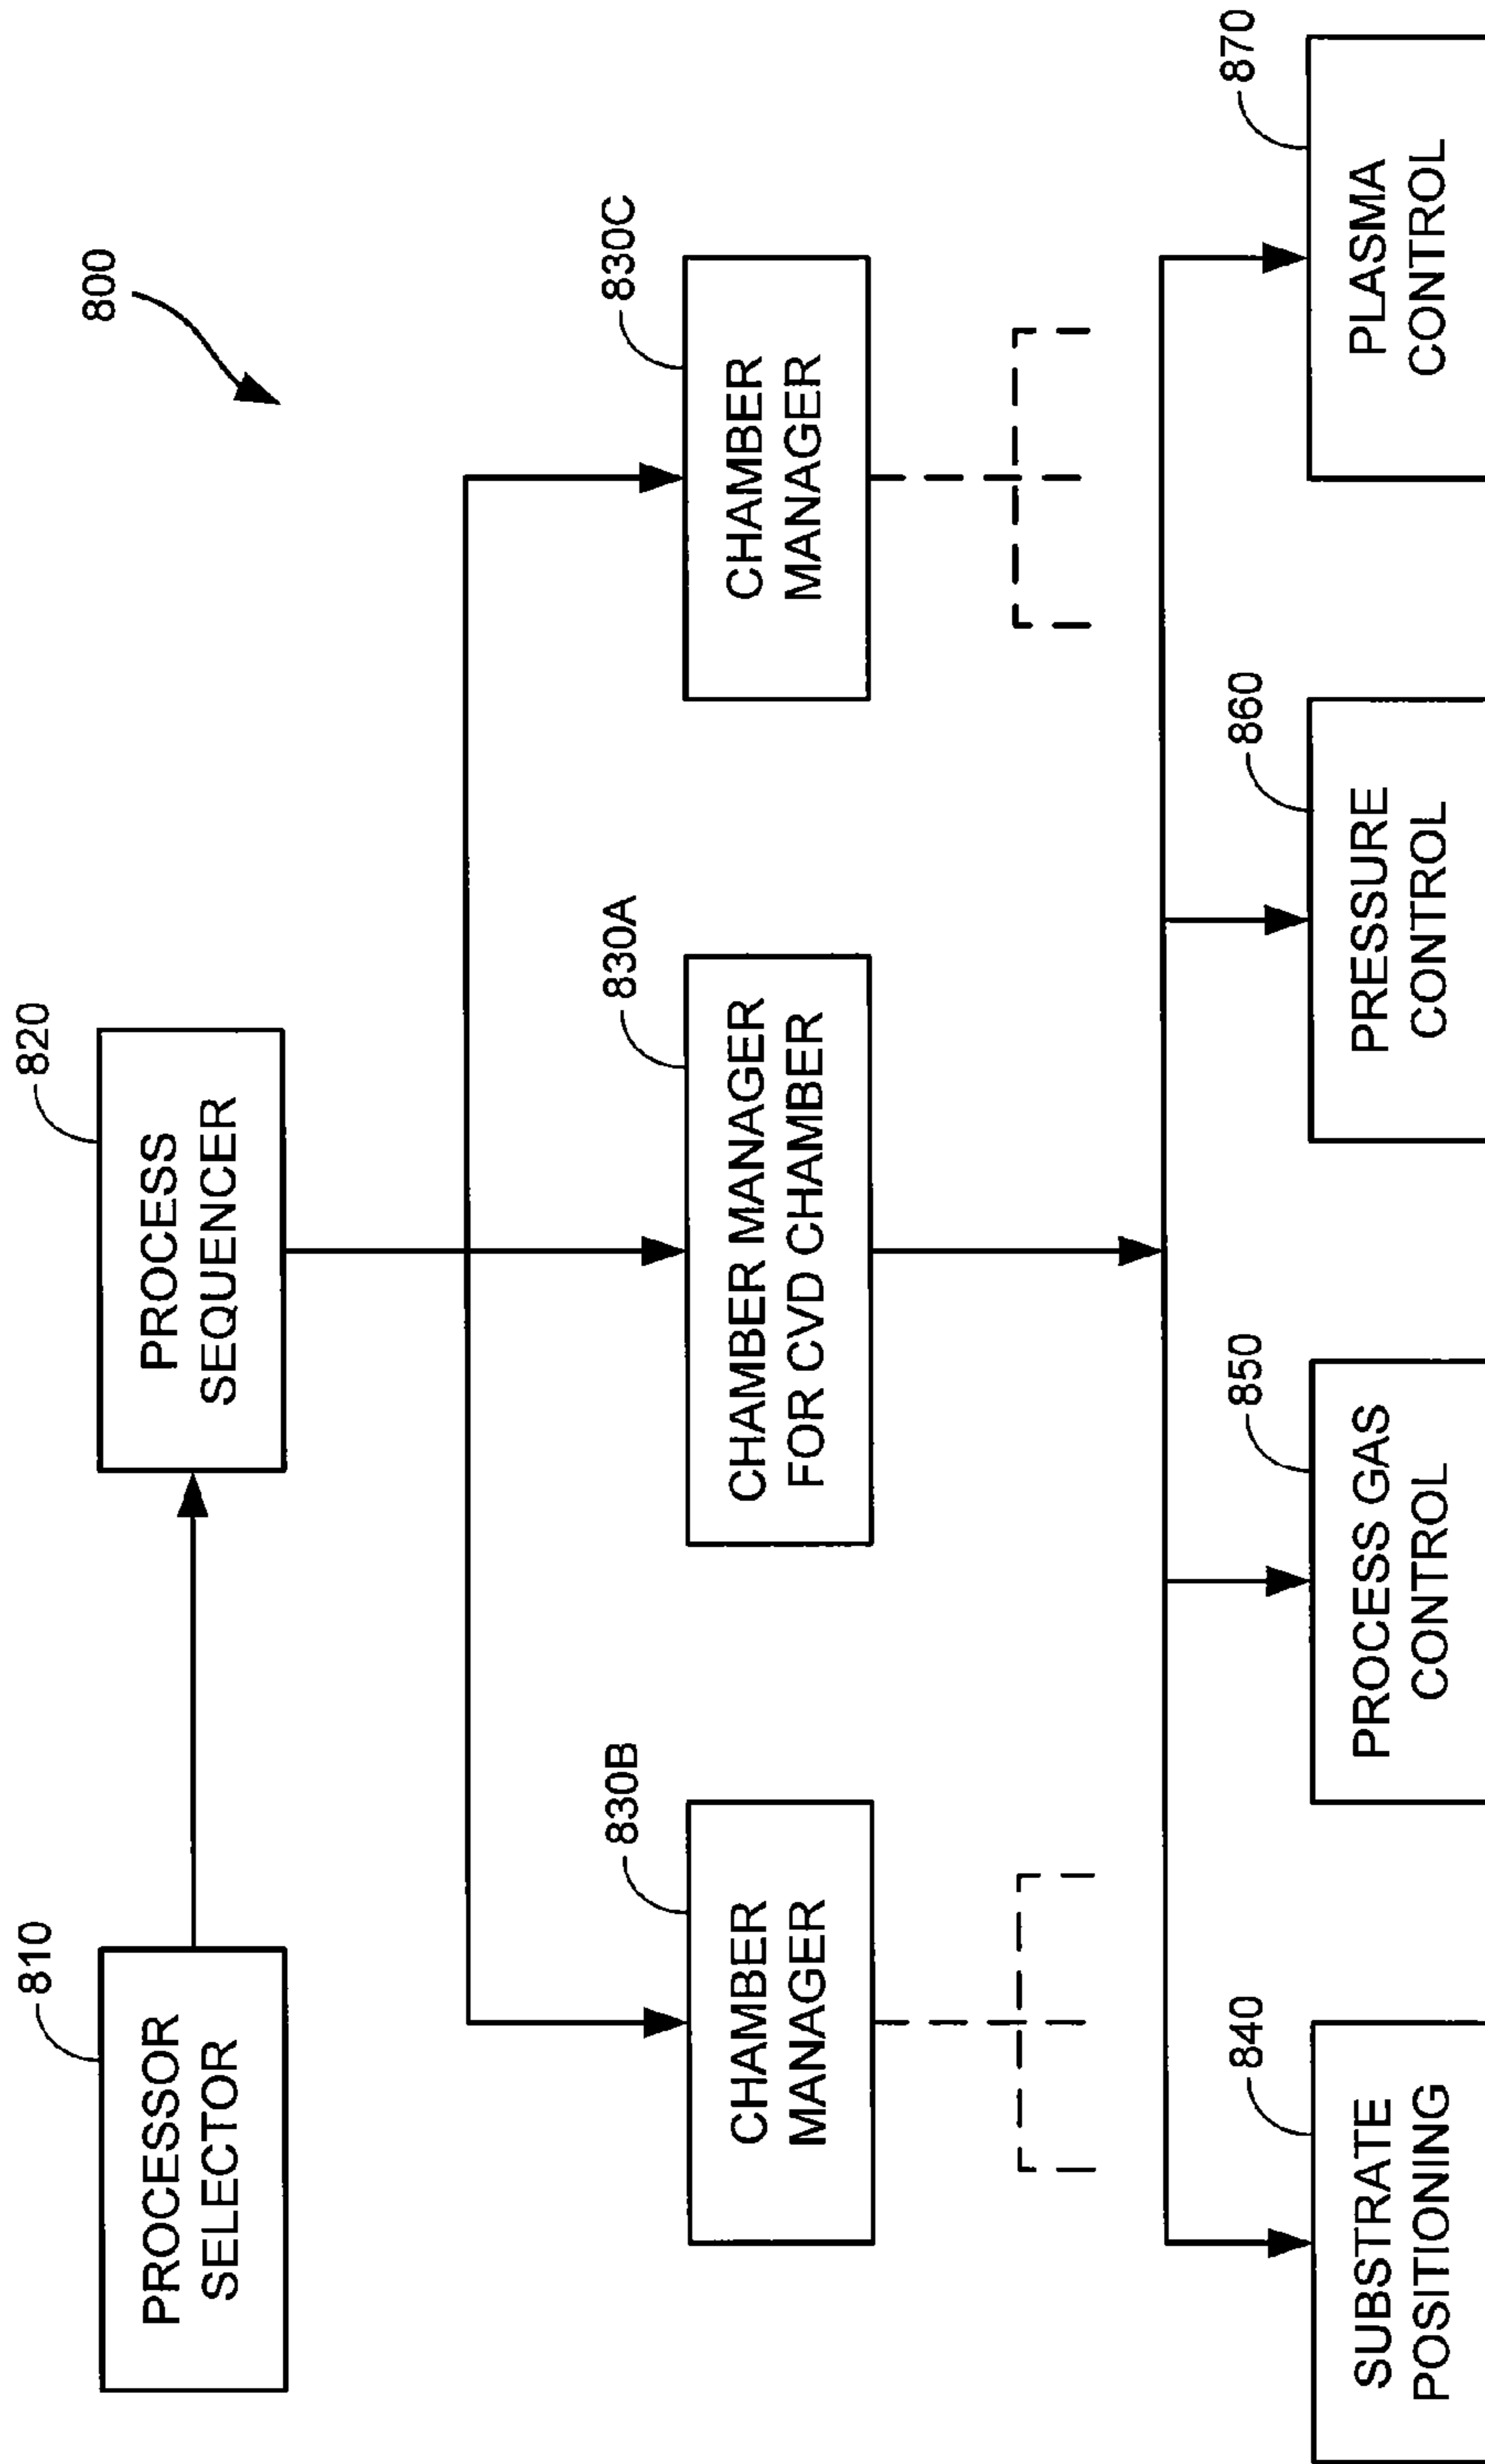 800
810
PROCESSOR
SELECTOR
820
PROCESS
SEQUENCER
830B
CHAMBER
MANAGER
830A
CHAMBER MANAGER
FOR CVD CHAMBER
830C
CHAMBER
MANAGER
840
SUBSTRATE
POSITIONING
850
PROCESS GAS
CONTROL
860
PRESSURE
CONTROL
870
PLASMA
CONTROL